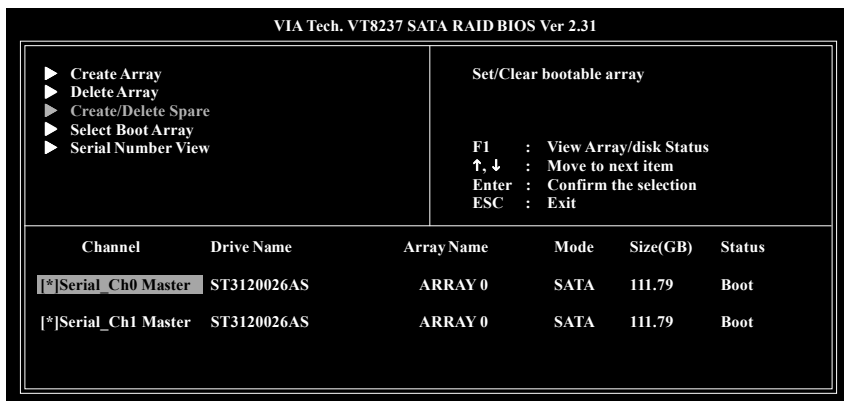 VIA Tech. VT8237 SATA RAID BIOS Ver 2.31
Create Array
Delete Array
Create/Delete Spare
Select Boot Array
Serial Number View
Set/Clear bootable array
F1 : View Array/disk Status
↑, ↓ : Move to next item
Enter : Confirm the selection
ESC : Exit
Channel Drive Name Array Name Mode Size(GB) Status
[*]Serial_Ch0 Master ST3120026AS ARRAY 0 SATA 111.79 Boot
[*]Serial_Ch1 Master ST3120026AS ARRAY 0 SATA 111.79 Boot